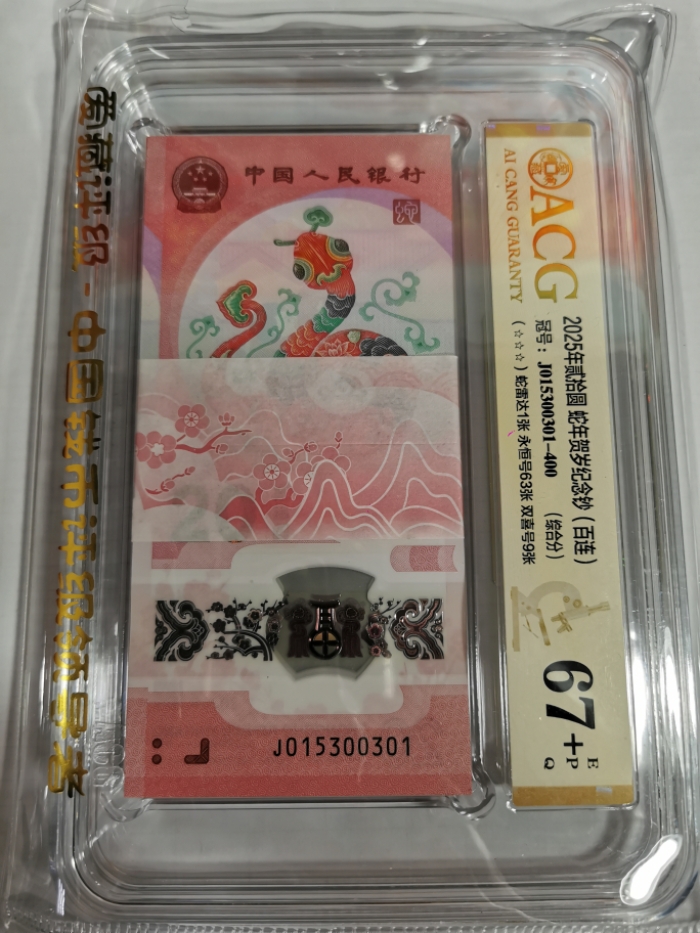 中国人民银行
J015300301
ACG
AI CANG GUARANTY
2025年贰拾圆 蛇年贺岁纪念钞（百连）
冠号：J015300301-400 （综合分）
（☆☆☆）蛇雷达1张 永恒号63张 双喜号9张
67+
E
P
Q
爱藏评级-中国钱币评级领导者